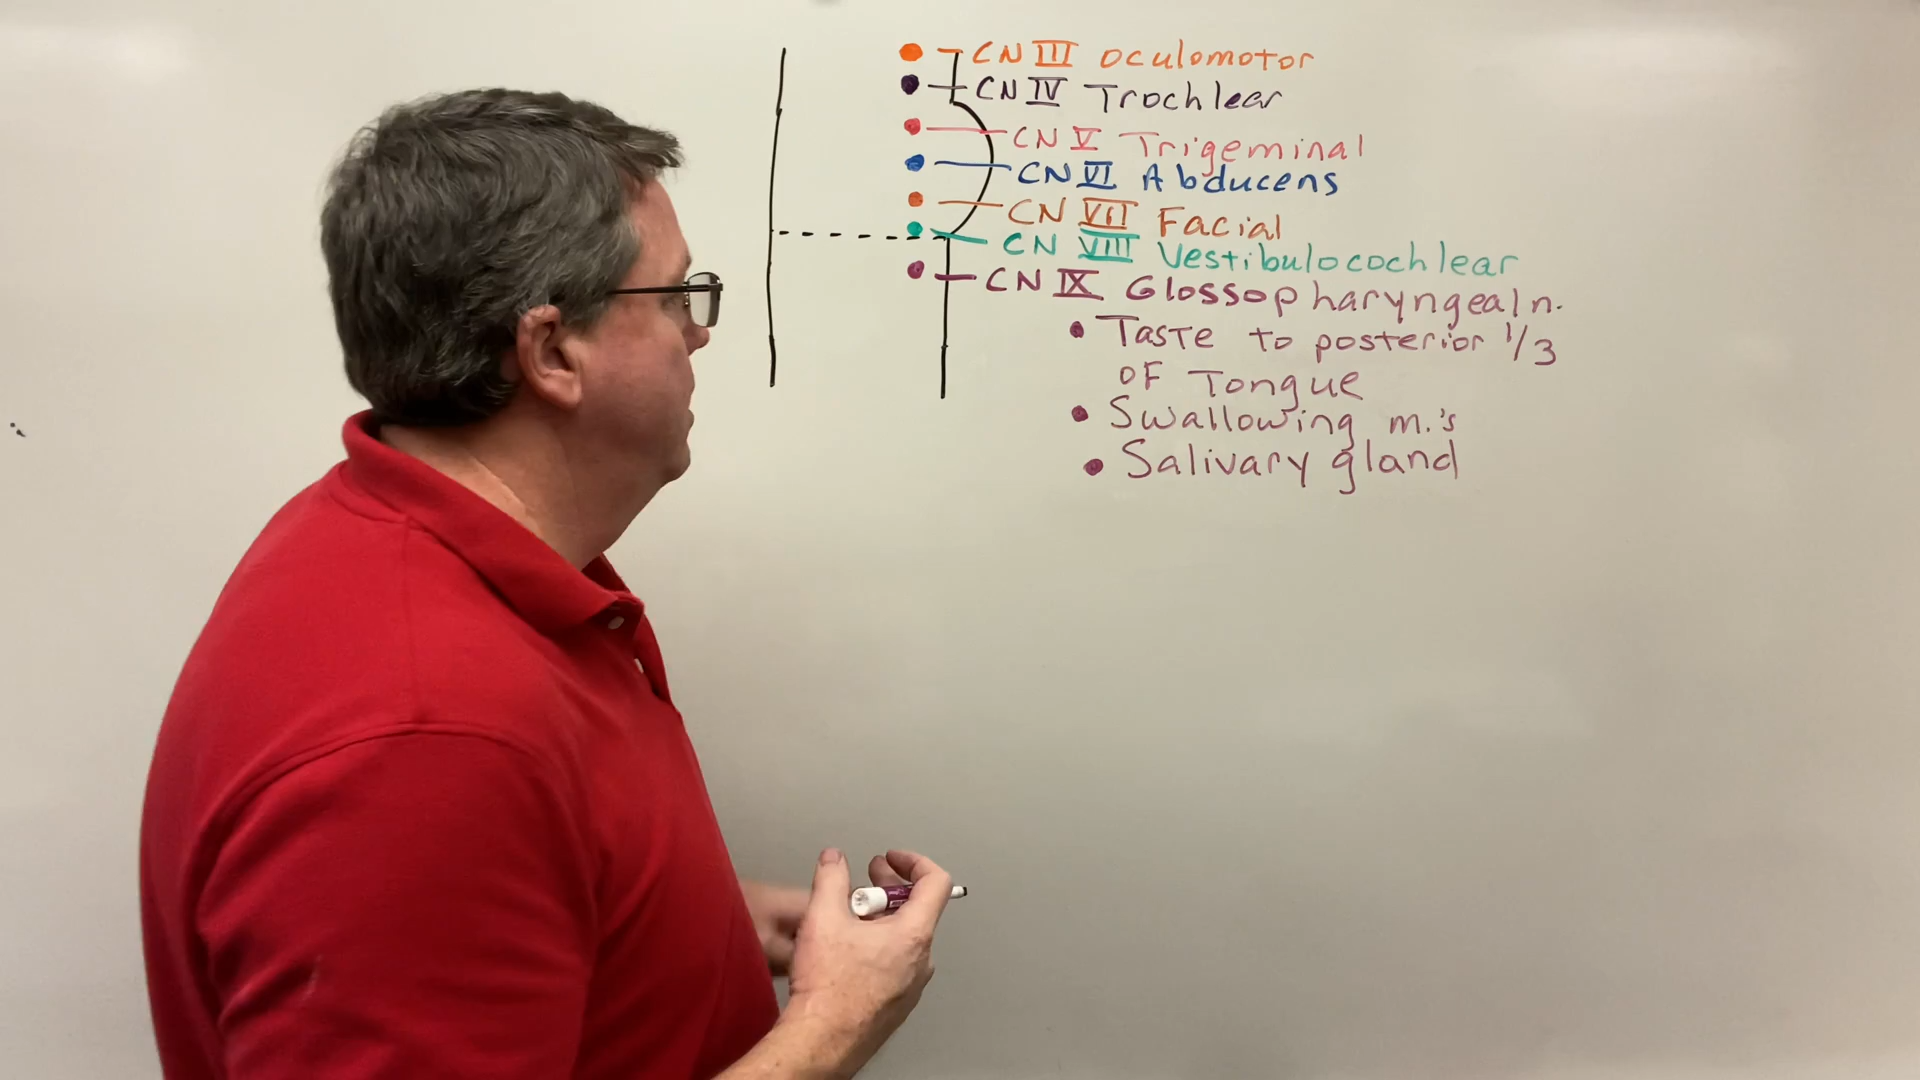 CN III oculomotor
CN IV Trochlear
CN V Trigeminal
CN VI Abducens
CN VII Facial
CN VIII Vestibulocochlear
CN IX Glossopharyngeal n.
• Taste to posterior 1/3
OF Tongue
• Swallowing m.'s
• Salivary gland